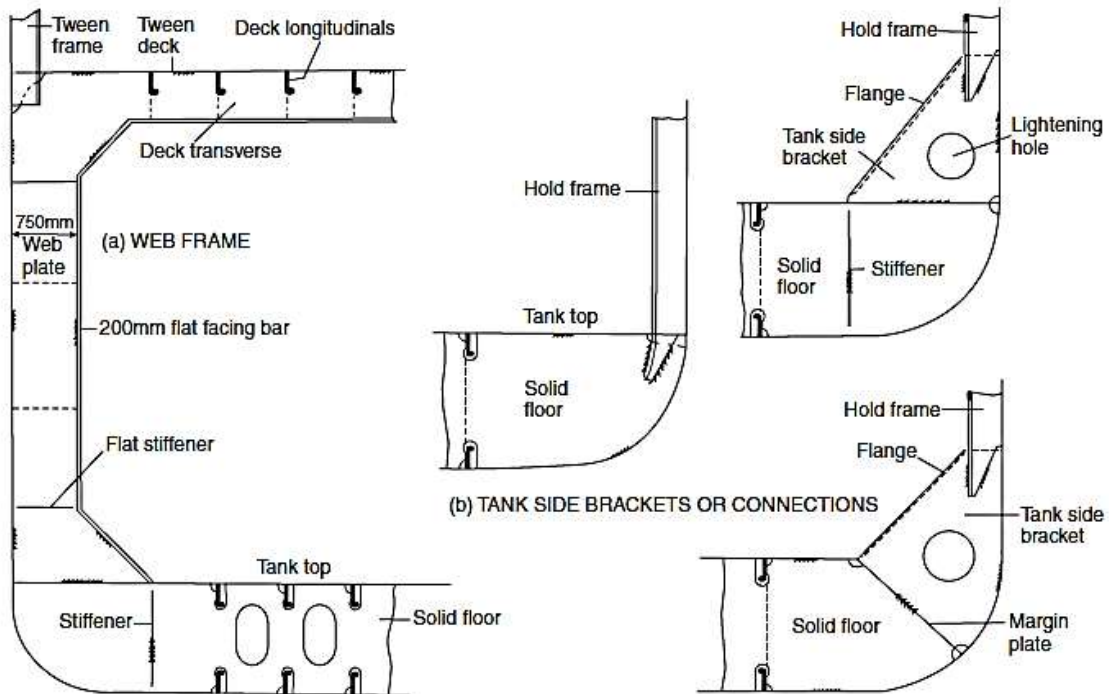 Tween
frame
Tween
deck
Deck longitudinals
Deck transverse
750mm
Web
plate
(a) WEB FRAME
200mm flat facing bar
Flat stiffener
Tank top
Stiffener
Solid floor
Hold frame
Tank top
Solid
floor
(b) TANK SIDE BRACKETS OR CONNECTIONS
Hold frame
Flange
Tank side
bracket
Lightening
hole
Solid
floor
Stiffener
Hold frame
Flange
Tank side
bracket
Solid floor
Margin
plate